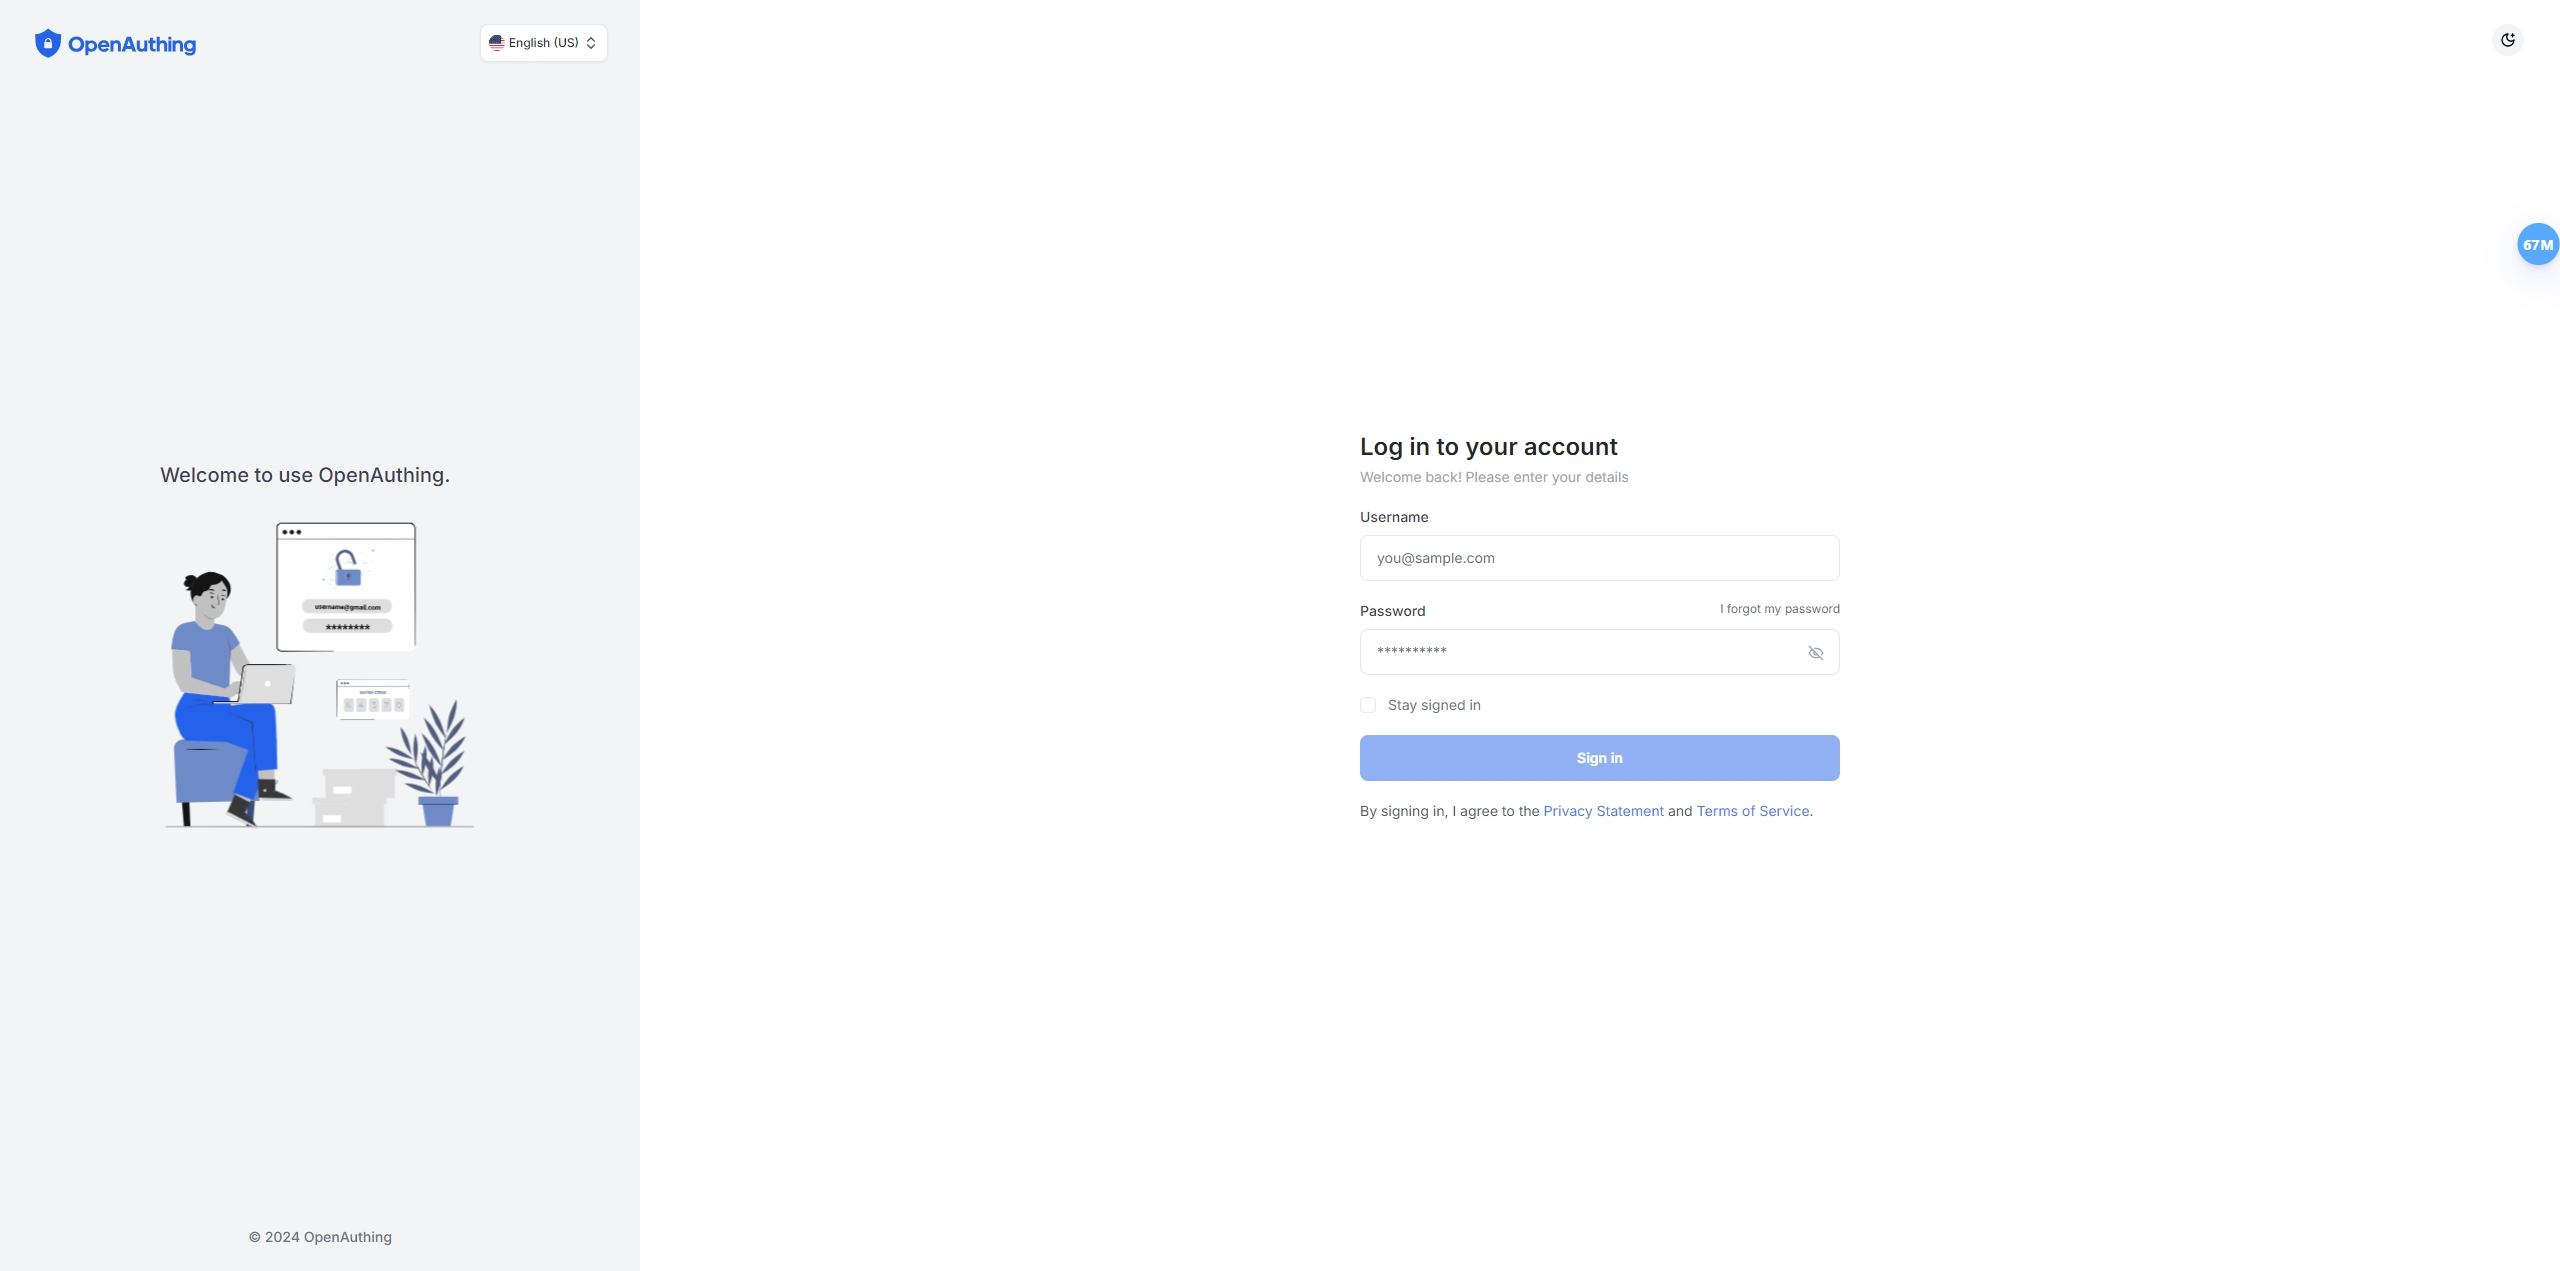 OpenAuthing
English (US)
67M
Welcome to use OpenAuthing.
username@gmail.com
********
Log in to your account
Welcome back! Please enter your details
Username
you@sample.com
Password
I forgot my password
**********
Stay signed in
Sign in
By signing in, I agree to the Privacy Statement and Terms of Service.
© 2024 OpenAuthing